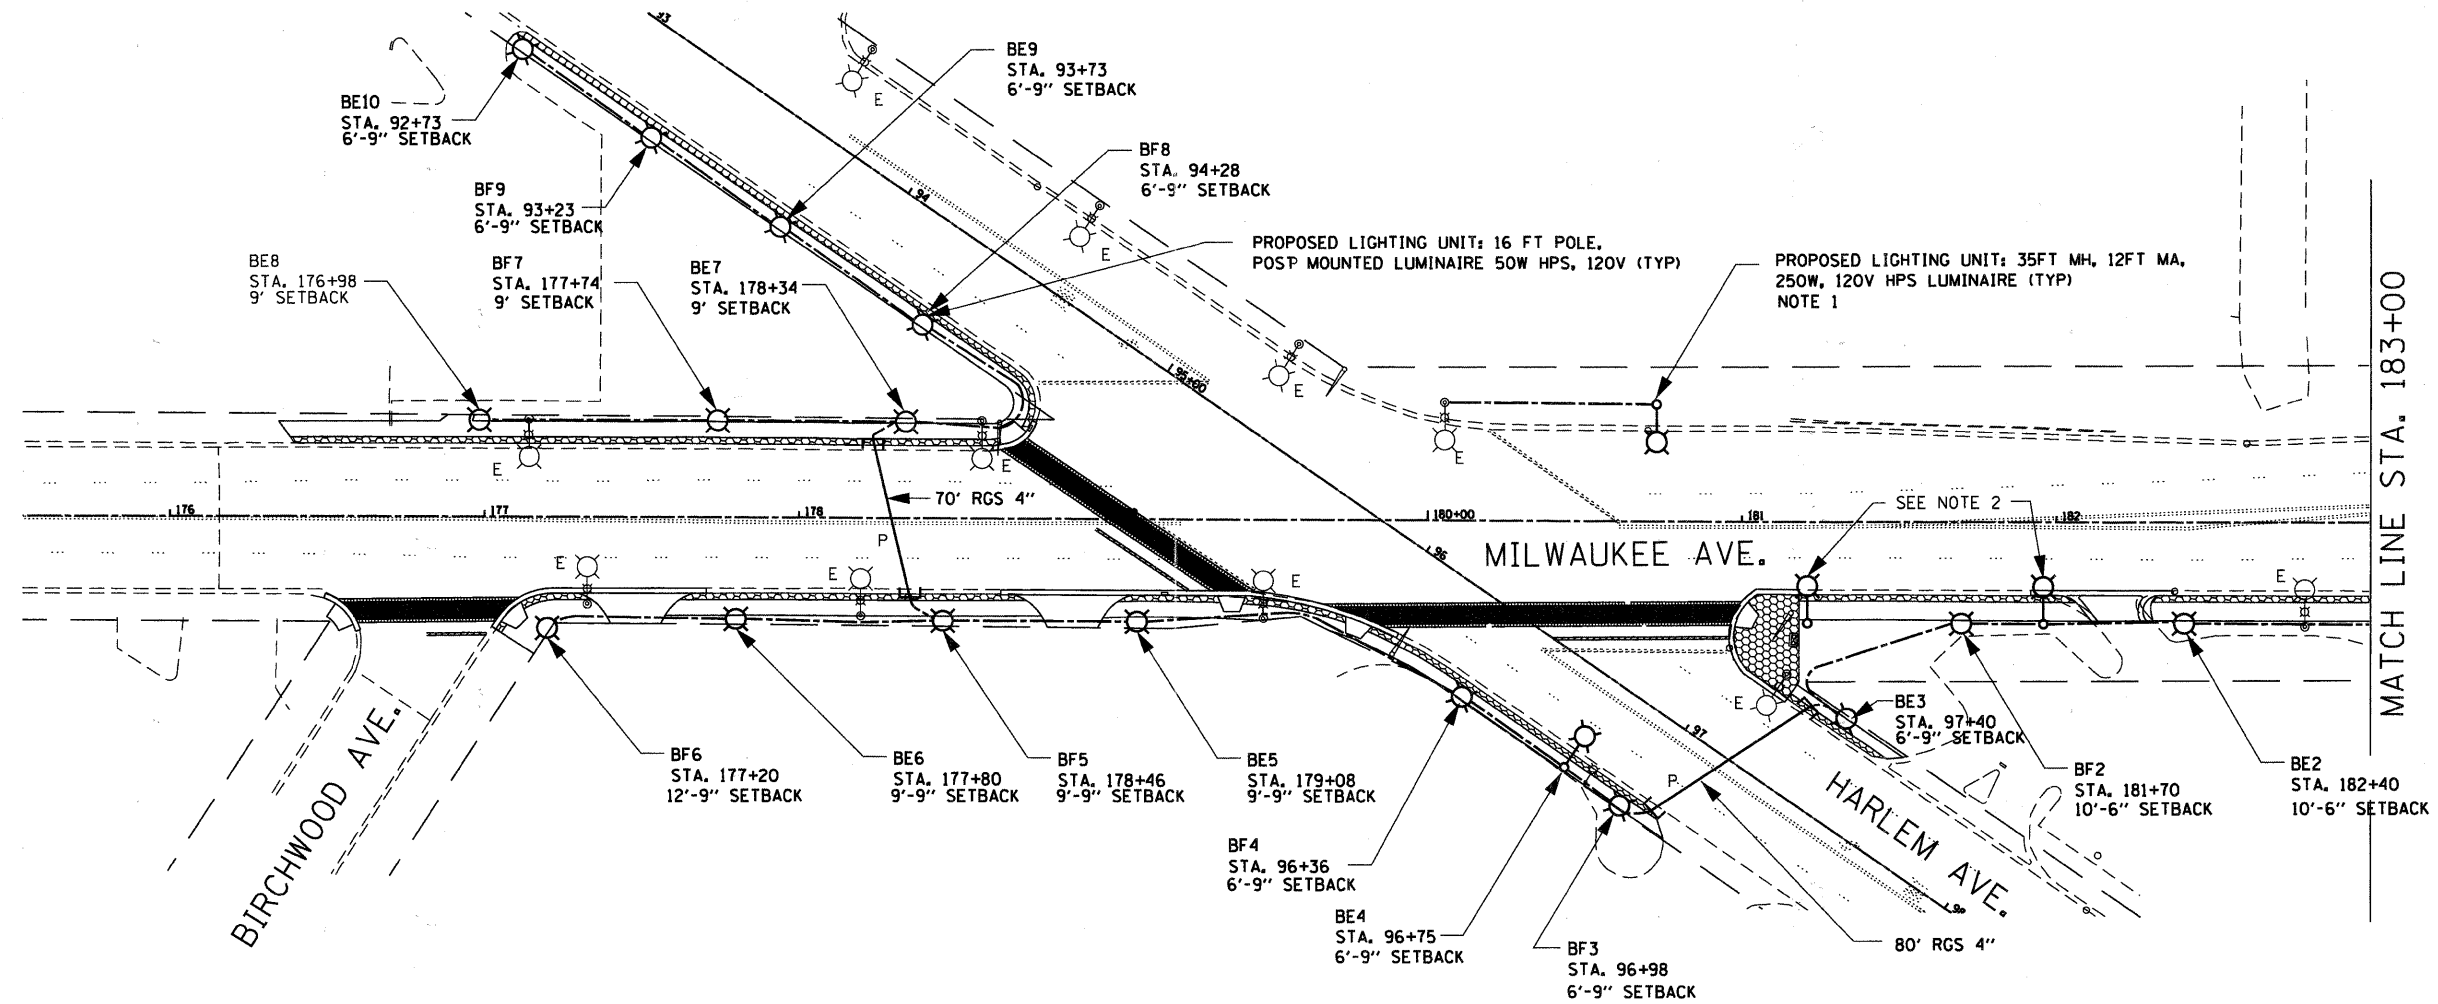 93
BE9
STA. 93+73
6'-9" SETBACK
E
BE10
STA. 92+73
6'-9" SETBACK
BF8
STA. 94+28
6'-9" SETBACK
BF9
STA. 93+23
6'-9" SETBACK
94
E
PROPOSED LIGHTING UNIT: 16 FT POLE,
POST MOUNTED LUMINAIRE 50W HPS, 120V (TYP)
PROPOSED LIGHTING UNIT: 35FT MH, 12FT MA,
250W, 120V HPS LUMINAIRE (TYP)
NOTE 1
BE8
STA. 176+98
9' SETBACK
BF7
STA. 177+74
9' SETBACK
BE7
STA. 178+34
9' SETBACK
95+00
E
MATCH LINE STA. 183+00
E
E
E
70' RGS 4"
SEE NOTE 2
176
177
178
180+00
181
182
P
96
MILWAUKEE AVE.
E
E
E
E
E
BE3
STA. 97+40
6'-9" SETBACK
97
BIRCHWOOD AVE.
BF6
STA. 177+20
12'-9" SETBACK
BE6
STA. 177+80
9'-9" SETBACK
BF5
STA. 178+46
9'-9" SETBACK
BE5
STA. 179+08
9'-9" SETBACK
P
HARLEM AVE.
BF2
STA. 181+70
10'-6" SETBACK
BE2
STA. 182+40
10'-6" SETBACK
BF4
STA. 96+36
6'-9" SETBACK
BE4
STA. 96+75
6'-9" SETBACK
BF3
STA. 96+98
6'-9" SETBACK
80' RGS 4"